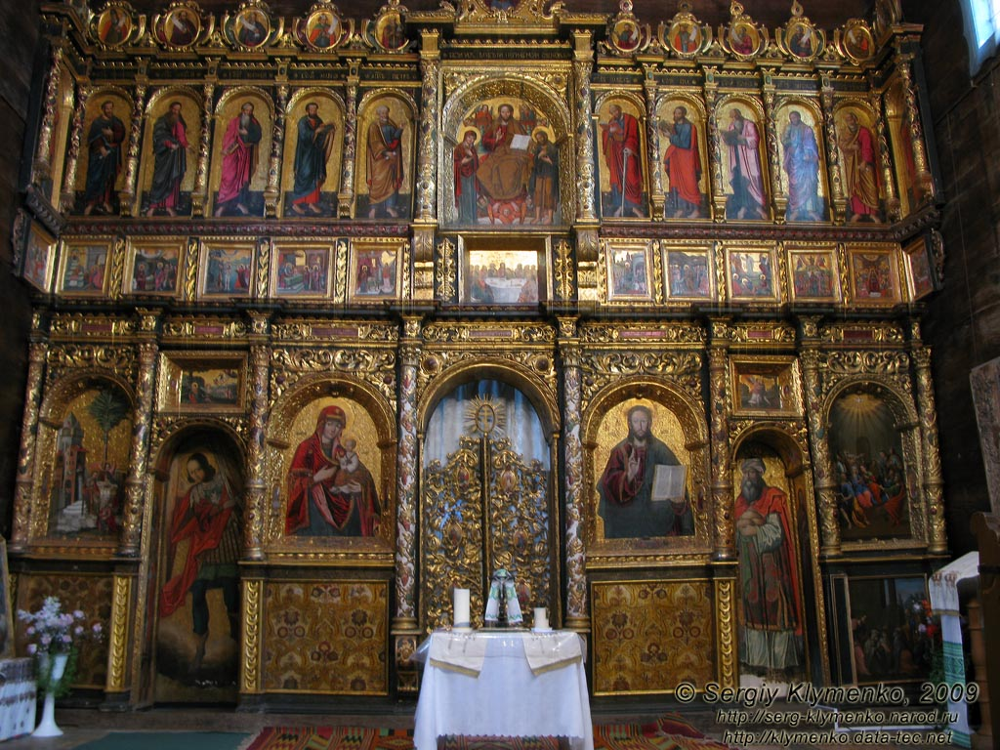 © Sergiy Klymenko, 2009
http://serg-klymenko.narod.ru
http://klymenko.data-tec.net